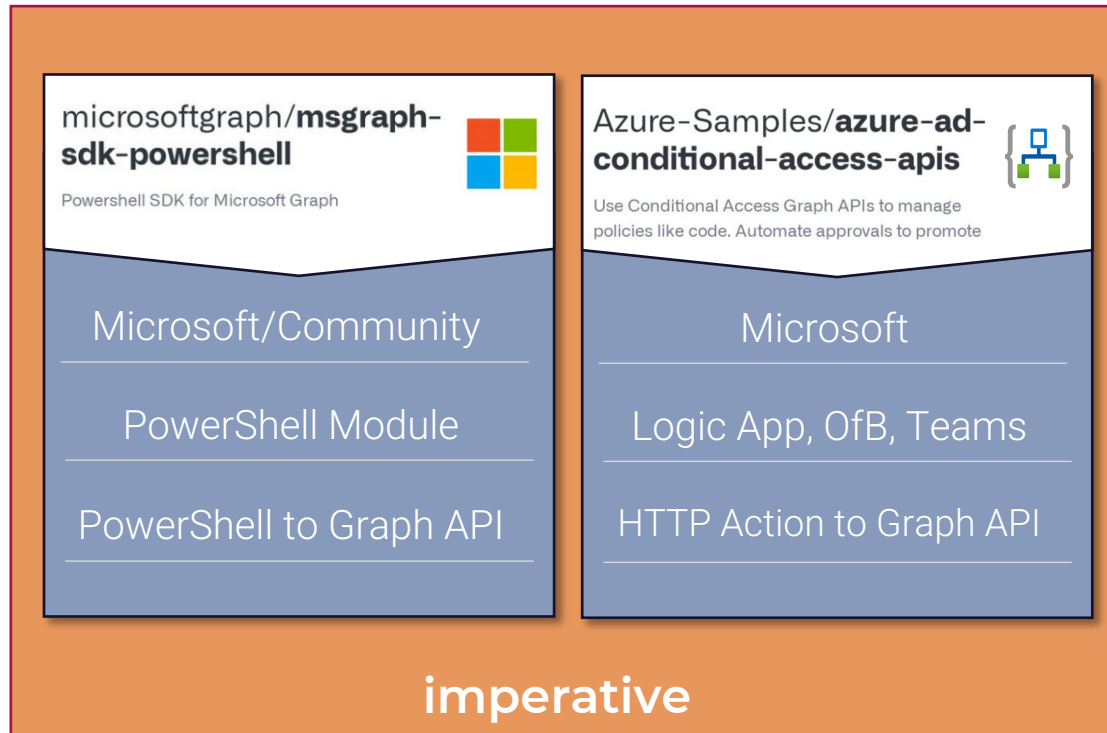 microsoftgraph/msgraph-
sdk-powershell
Powershell SDK for Microsoft Graph
Microsoft/Community
PowerShell Module
PowerShell to Graph API
Azure-Samples/azure-ad-
conditional-access-apis
Use Conditional Access Graph APIs to manage
policies like code. Automate approvals to promote
Microsoft
Logic App, OfB, Teams
HTTP Action to Graph API
imperative